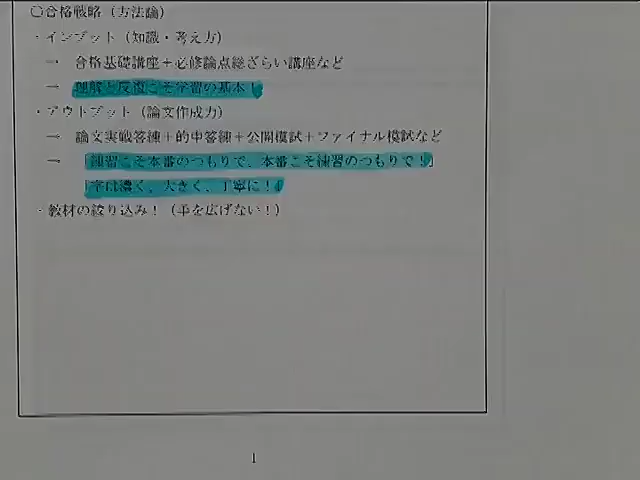 ○合格戦略（方法論）
・インプット（知識・考え方）
→ 合格基礎講座＋必修論点総ざらい講座など
→ 理解と反復こそ学習の基本！
・アウトプット（論文作成力）
→ 論文実戦答練＋的中答練＋公開模試＋ファイナル模試など
→ 「練習こそ本番のつもりで、本番こそ練習のつもりで！」
「字は濃く、大きく、丁寧に！」
・教材の絞り込み！（手を広げない！）
1